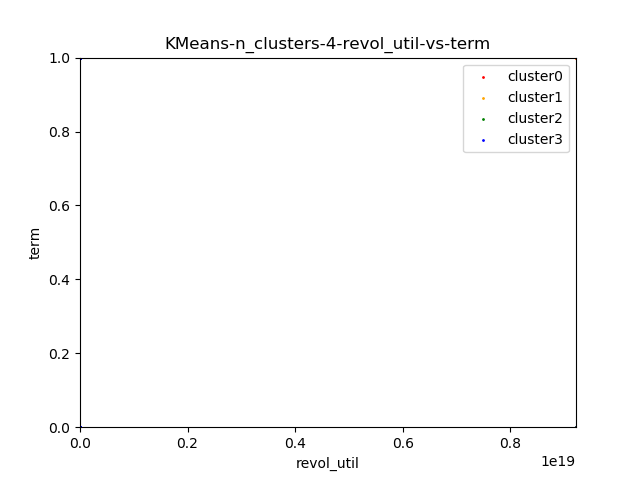 KMeans-n_clusters-4-revol_util-vs-term
cluster0
cluster1
cluster2
cluster3
1.0
0.8
0.6
0.4
0.2
0.0
term
0.0 0.2 0.4 0.6 0.8
1e19
revol_util